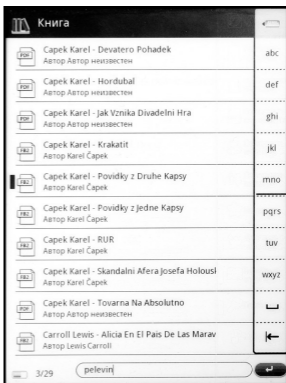 Книга
Capek Karel - Devatero Pohadek
Автор Автор неизвестен
Capek Karel - Hordubal
Автор Автор неизвестен
Capek Karel - Jak Vznika Divadelni Hra
Автор Автор неизвестен
Capek Karel - Krakatit
Автор Karel Čapek
Capek Karel - Povidky z Druhe Kapsy
Автор Karel Čapek
Capek Karel - Povidky z Jedne Kapsy
Автор Karel Čapek
Capek Karel - RUR
Автор Karel Čapek
Capek Karel - Skandalni Afera Josefa Holousł
Автор Karel Čapek
Capek Karel - Tovarna Na Absolutno
Автор Автор неизвестен
Carroll Lewis - Alicia En El Pais De Las Marav
Автор Lewis Carroll
3/29
pelevin
abc
def
ghi
jkl
mno
pqrs
tuv
wxyz